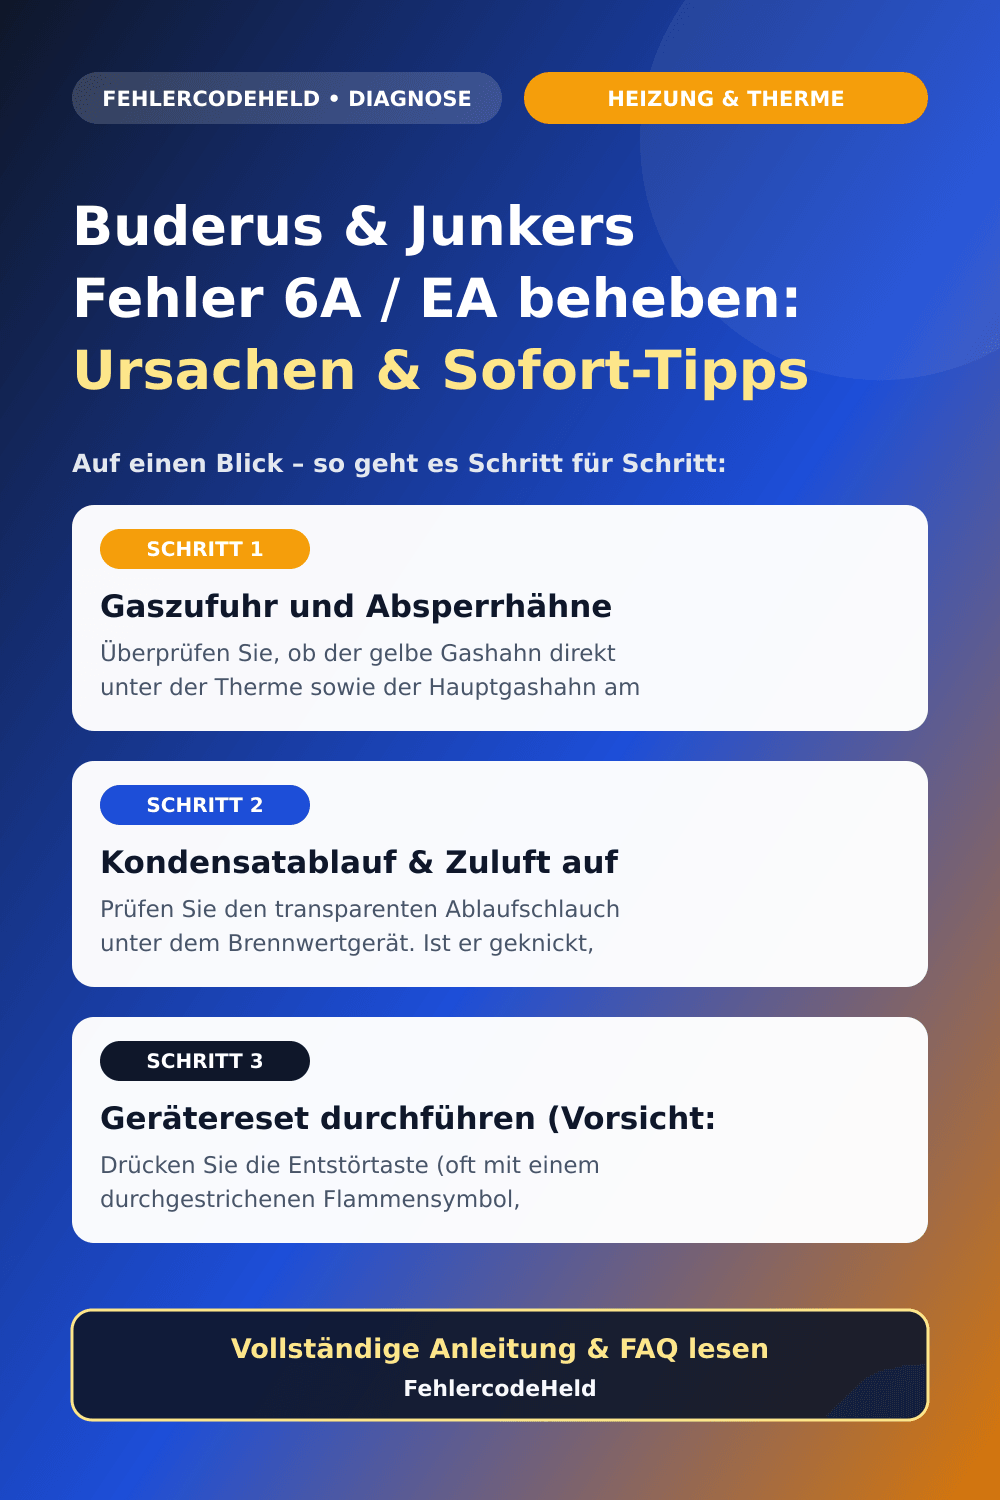 FEHLERCODEHELD • DIAGNOSE
HEIZUNG & THERME
Buderus & Junkers
Fehler 6A / EA beheben:
Ursachen & Sofort-Tipps
Auf einen Blick – so geht es Schritt für Schritt:
SCHRITT 1
Gaszufuhr und Absperrhähne
Überprüfen Sie, ob der gelbe Gashahn direkt
unter der Therme sowie der Hauptgashahn am
SCHRITT 2
Kondensatablauf & Zuluft auf
Prüfen Sie den transparenten Ablaufschlauch
unter dem Brennwertgerät. Ist er geknickt,
SCHRITT 3
Gerätereset durchführen (Vorsicht:
Drücken Sie die Entstörtaste (oft mit einem
durchgestrichenen Flammensymbol,
Vollständige Anleitung & FAQ lesen
FehlercodeHeld